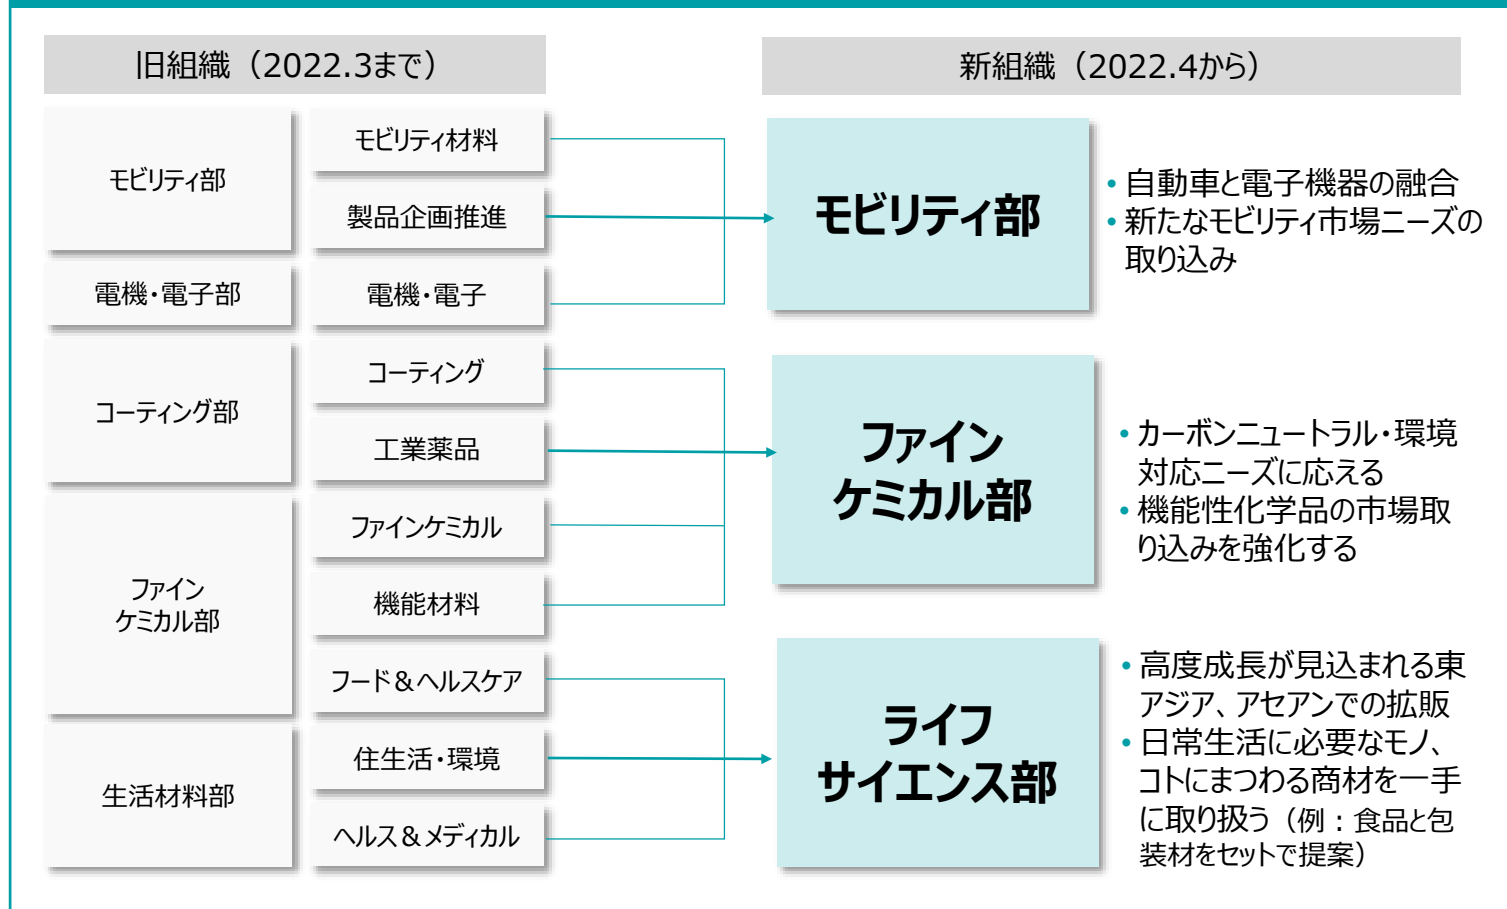 旧組織（2022.3まで）
新組織（2022.4から）
モビリティ部
モビリティ材料
製品企画推進
電機・電子部
電機・電子
コーティング部
コーティング
工業薬品
ファイン
ケミカル部
ファインケミカル
機能材料
フード＆ヘルスケア
生活材料部
住生活・環境
ヘルス＆メディカル
モビリティ部
• 自動車と電子機器の融合
• 新たなモビリティ市場ニーズの
取り込み
ファイン
ケミカル部
• カーボンニュートラル・環境
対応ニーズに応える
• 機能性化学品の市場取
り込みを強化する
ライフ
サイエンス部
• 高度成長が見込まれる東
アジア、アセアンでの拡販
• 日常生活に必要なモノ、
コトにまつわる商材を一手
に取り扱う（例：食品と包
装材をセットで提案）